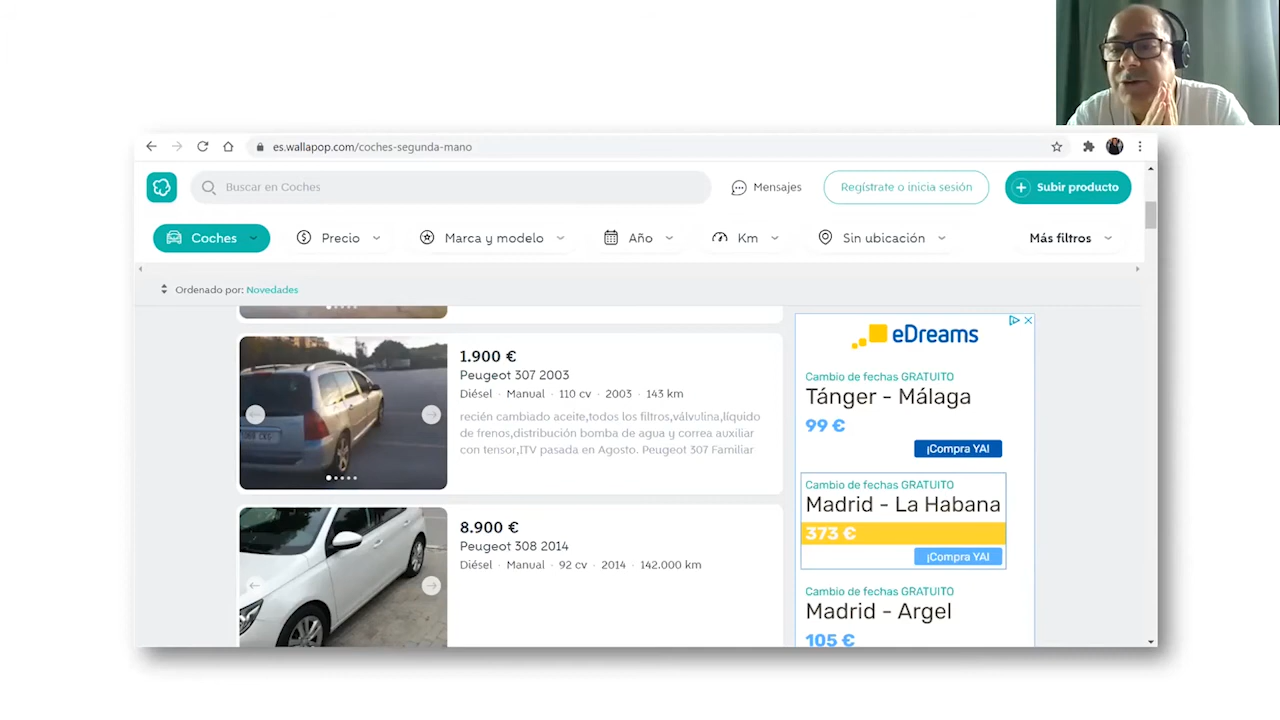 es.wallapop.com/coches-segunda-mano
Buscar en Coches
Mensajes
Regístrate o inicia sesión
Subir producto
Coches
Precio
Marca y modelo
Año
Km
Sin ubicación
Más filtros
Ordenado por: Novedades
1.900 €
Peugeot 307 2003
Diésel · Manual · 110 cv · 2003 · 143 km
recién cambiado aceite,todos los filtros,válvulina,líquido
de frenos,distribución bomba de agua y correa auxiliar
con tensor,ITV pasada en Agosto. Peugeot 307 Familiar
8.900 €
Peugeot 308 2014
Diésel · Manual · 92 cv · 2014 · 142.000 km
eDreams
Cambio de fechas GRATUITO
Tánger - Málaga
99 €
¡Compra YA!
Cambio de fechas GRATUITO
Madrid - La Habana
373 €
¡Compra YA!
Cambio de fechas GRATUITO
Madrid - Argel
105 €